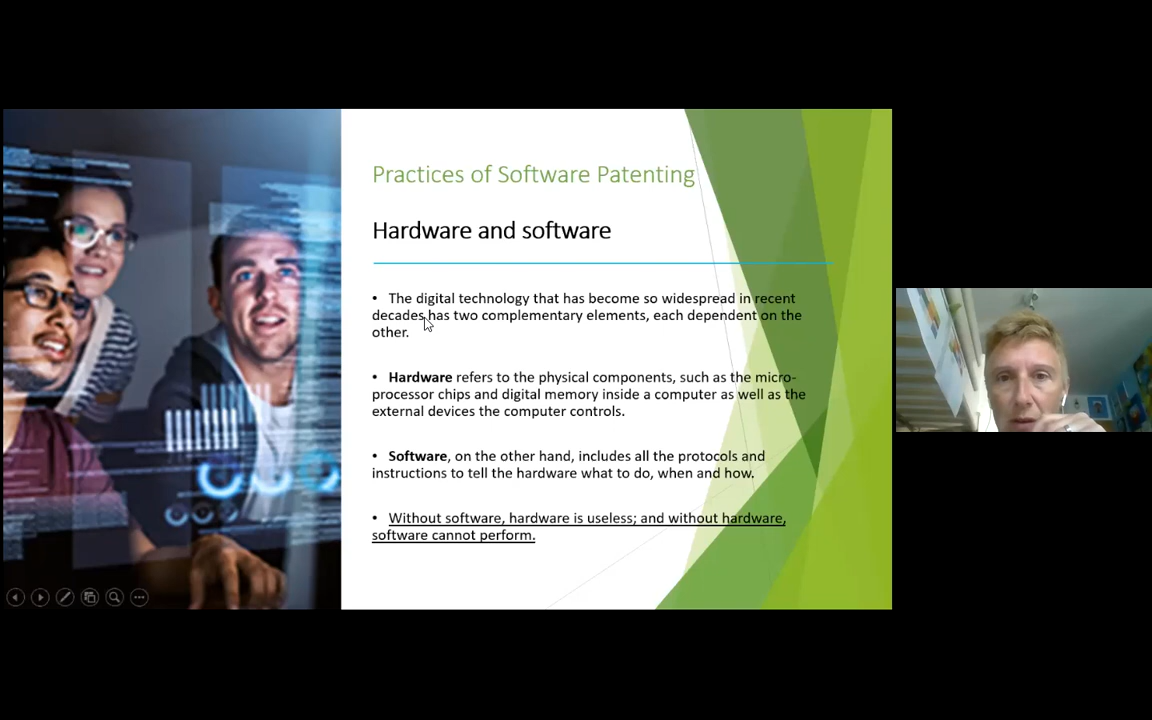 Practices of Software Patenting
Hardware and software
• The digital technology that has become so widespread in recent
decades has two complementary elements, each dependent on the
other.
• Hardware refers to the physical components, such as the micro-
processor chips and digital memory inside a computer as well as the
external devices the computer controls.
• Software, on the other hand, includes all the protocols and
instructions to tell the hardware what to do, when and how.
• Without software, hardware is useless; and without hardware,
software cannot perform.